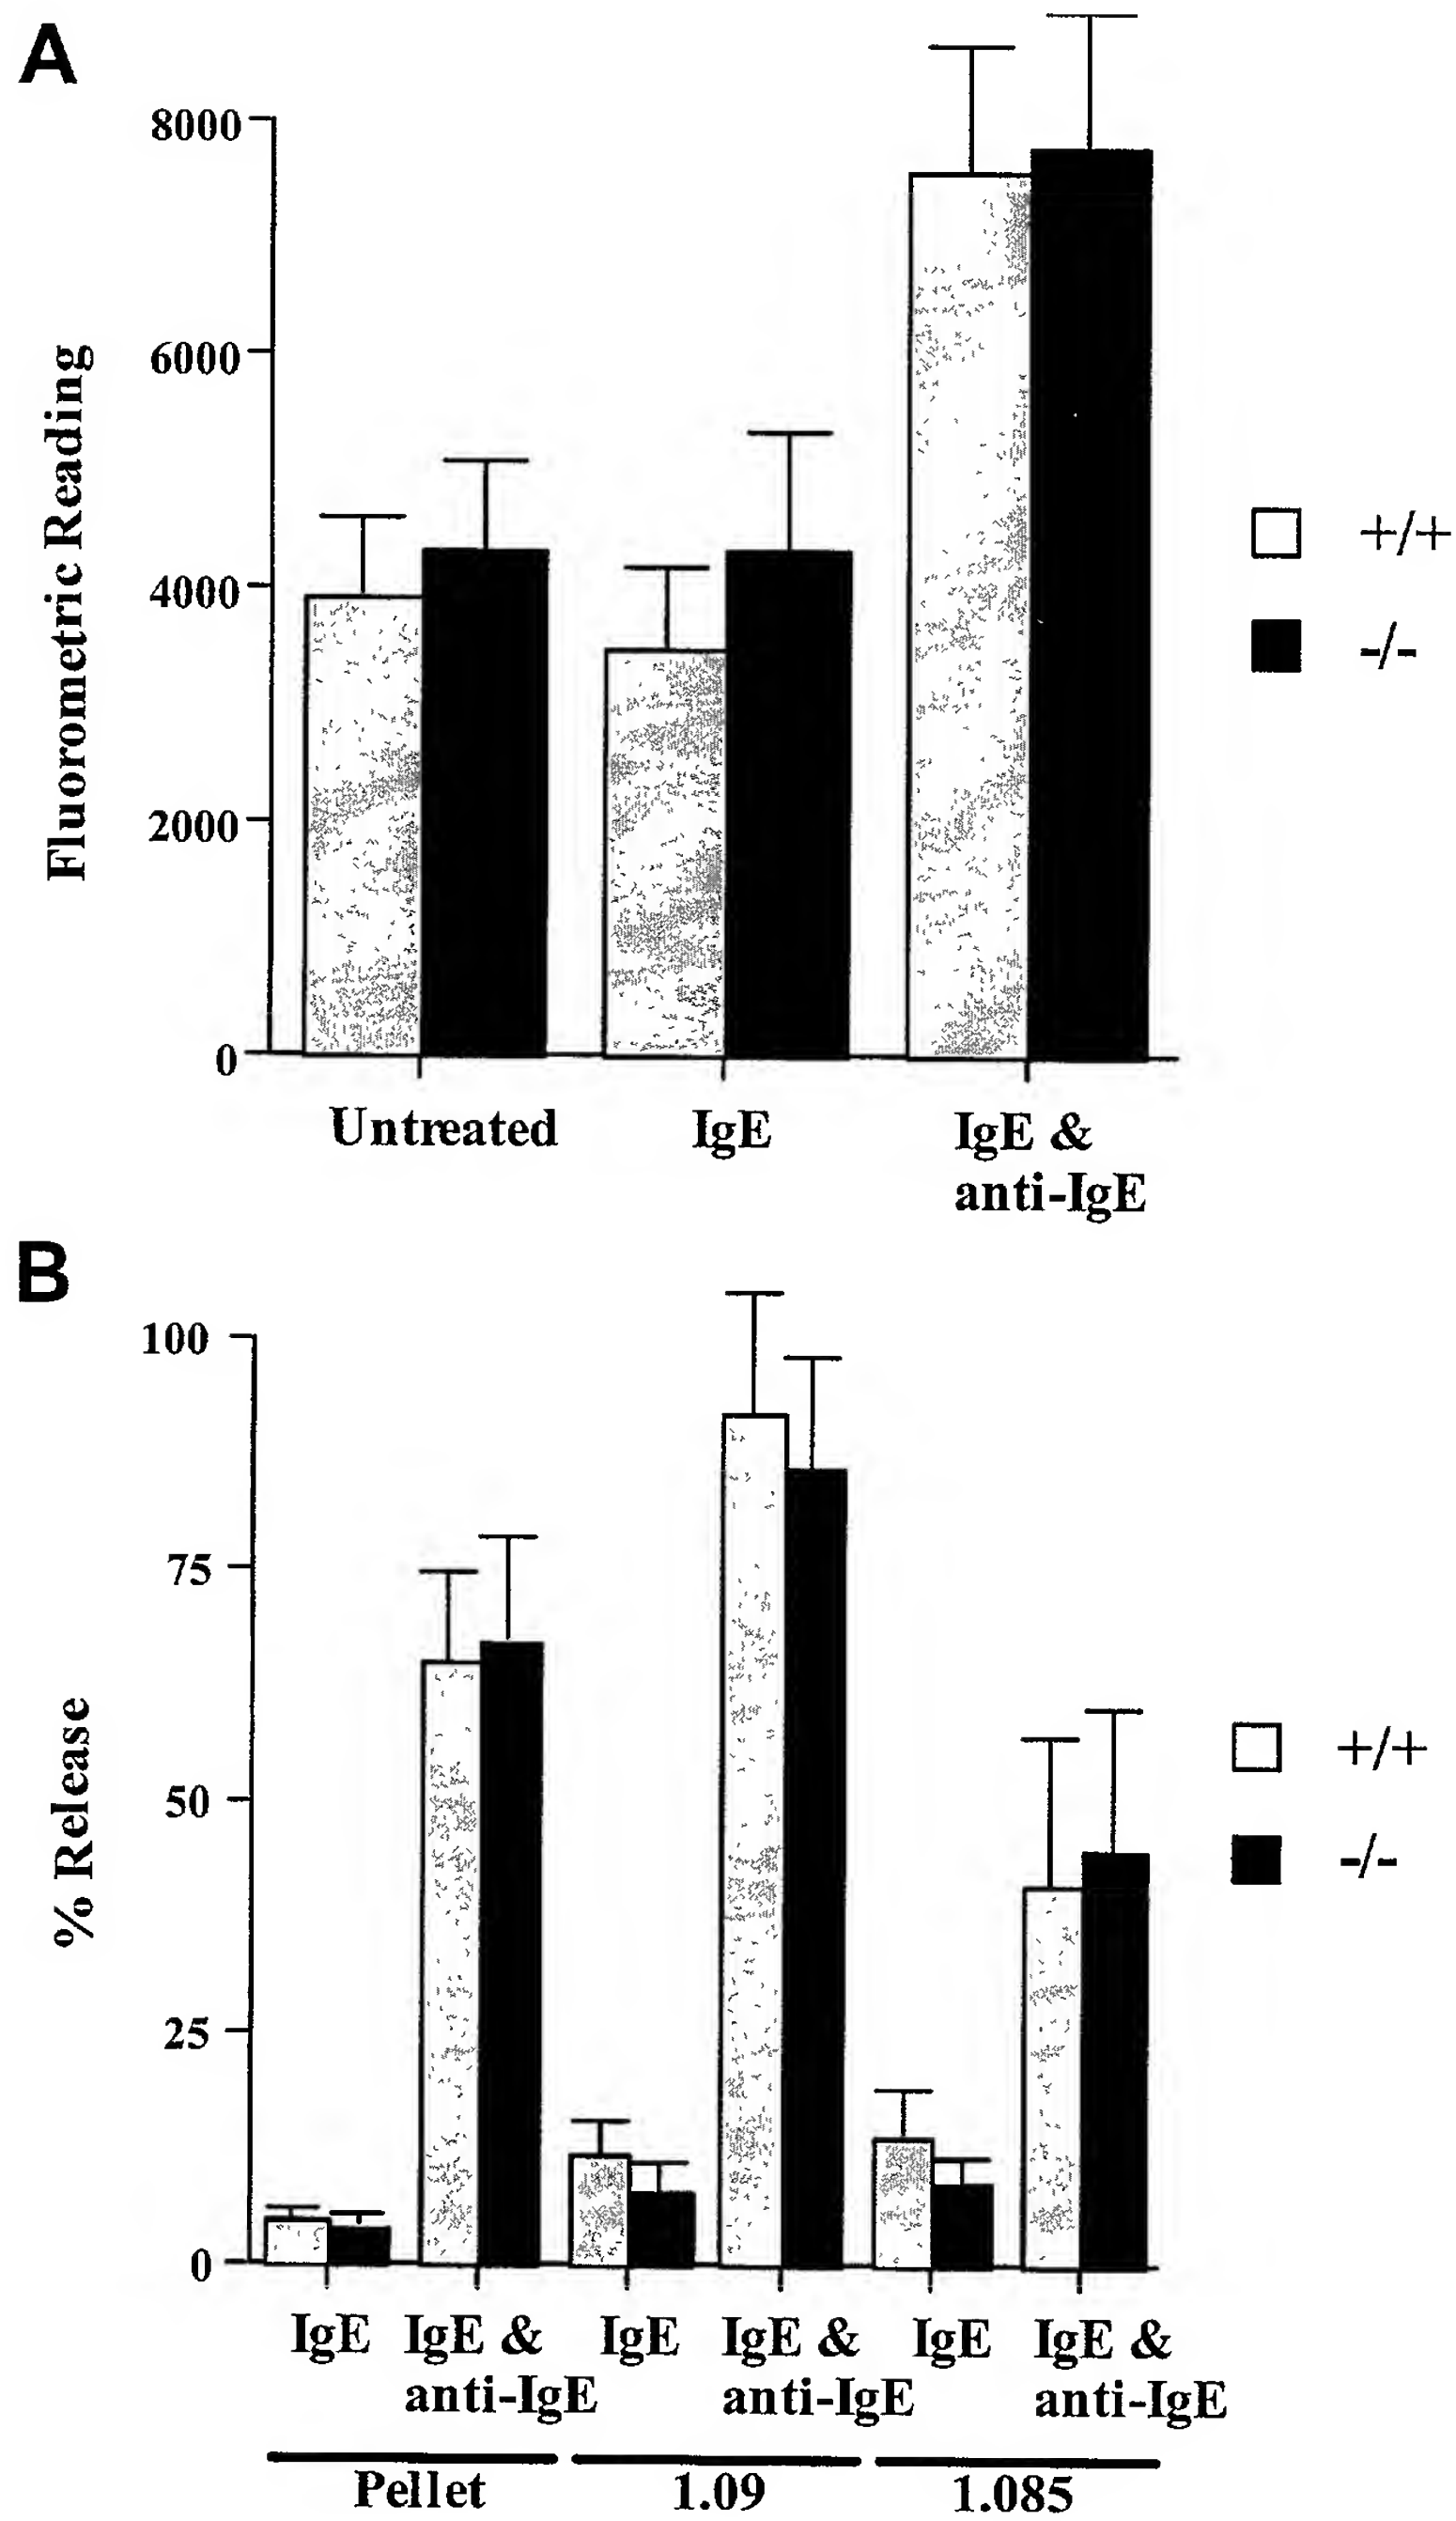 A
8000
6000
4000
2000
0
Fluorometric Reading
Untreated IgE IgE &
anti-IgE
+/+
-/-
B
100
75
50
25
0
% Release
IgE IgE & IgE IgE & IgE IgE &
anti-IgE anti-IgE anti-IgE
Pellet 1.09 1.085
+/+
-/-